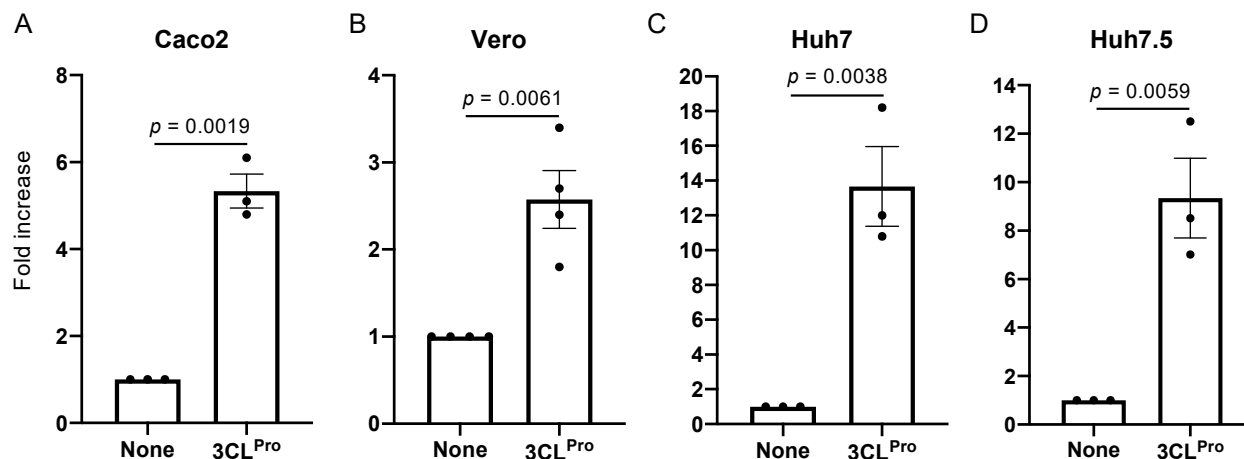 A
Caco2
Fold increase
8
6
4
2
0
p = 0.0019
None
3CLPro
B
Vero
4
3
2
1
0
p = 0.0061
None
3CLPro
C
Huh7
20
18
16
14
12
10
8
6
4
2
0
p = 0.0038
None
3CLPro
D
Huh7.5
14
12
10
8
6
4
2
0
p = 0.0059
None
3CLPro